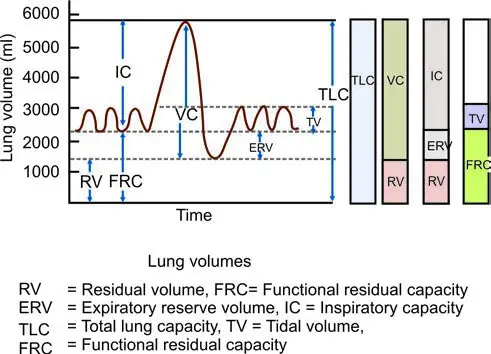 Lung volume (ml)
6000
5000
4000
3000
2000
1000
IC
VC
TLC
TV
ERV
RV
FRC
Time
TLC
VC
RV
IC
ERV
RV
TV
FRC
Lung volumes
RV = Residual volume, FRC= Functional residual capacity
ERV = Expiratory reserve volume, IC = Inspiratory capacity
TLC = Total lung capacity, TV = Tidal volume,
FRC = Functional residual capacity